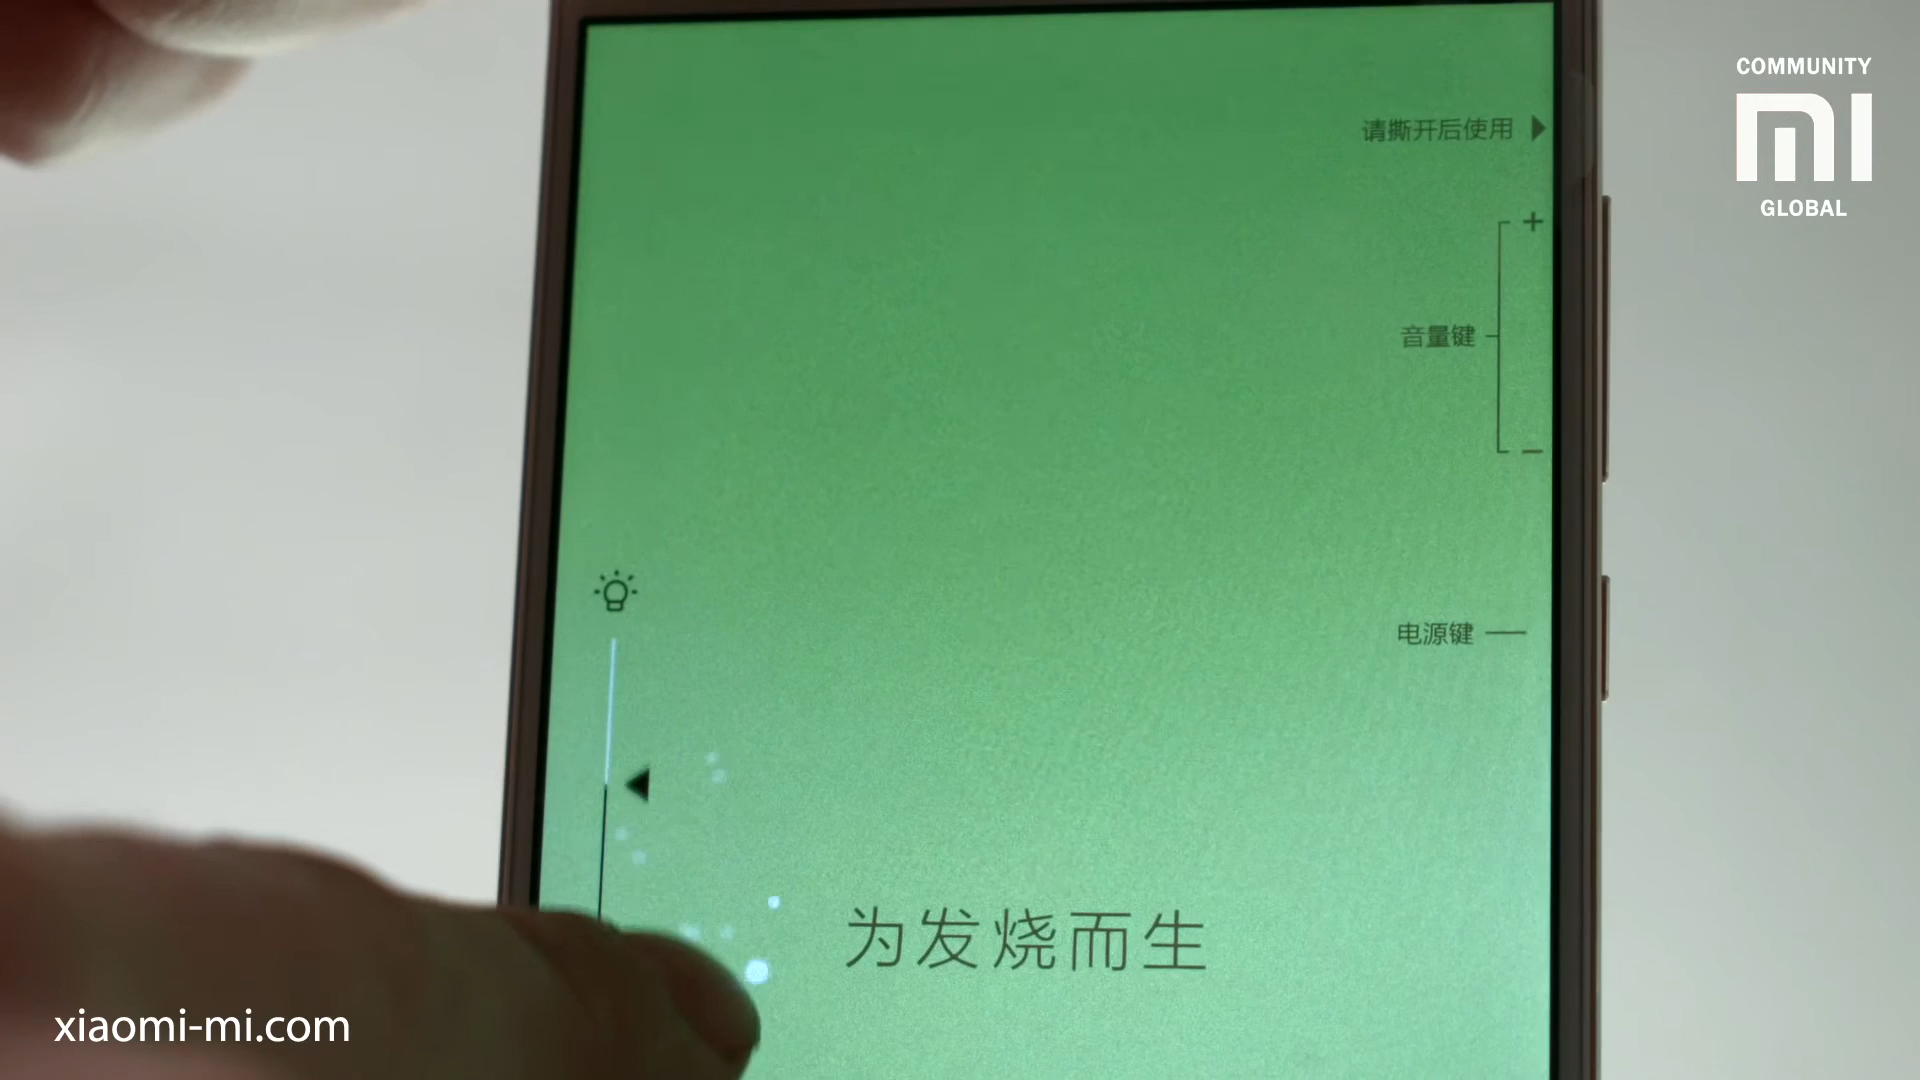 COMMUNITY
mi
GLOBAL
请撕开后使用
+
音量键
−
电源键
为发烧而生
xiaomi-mi.com